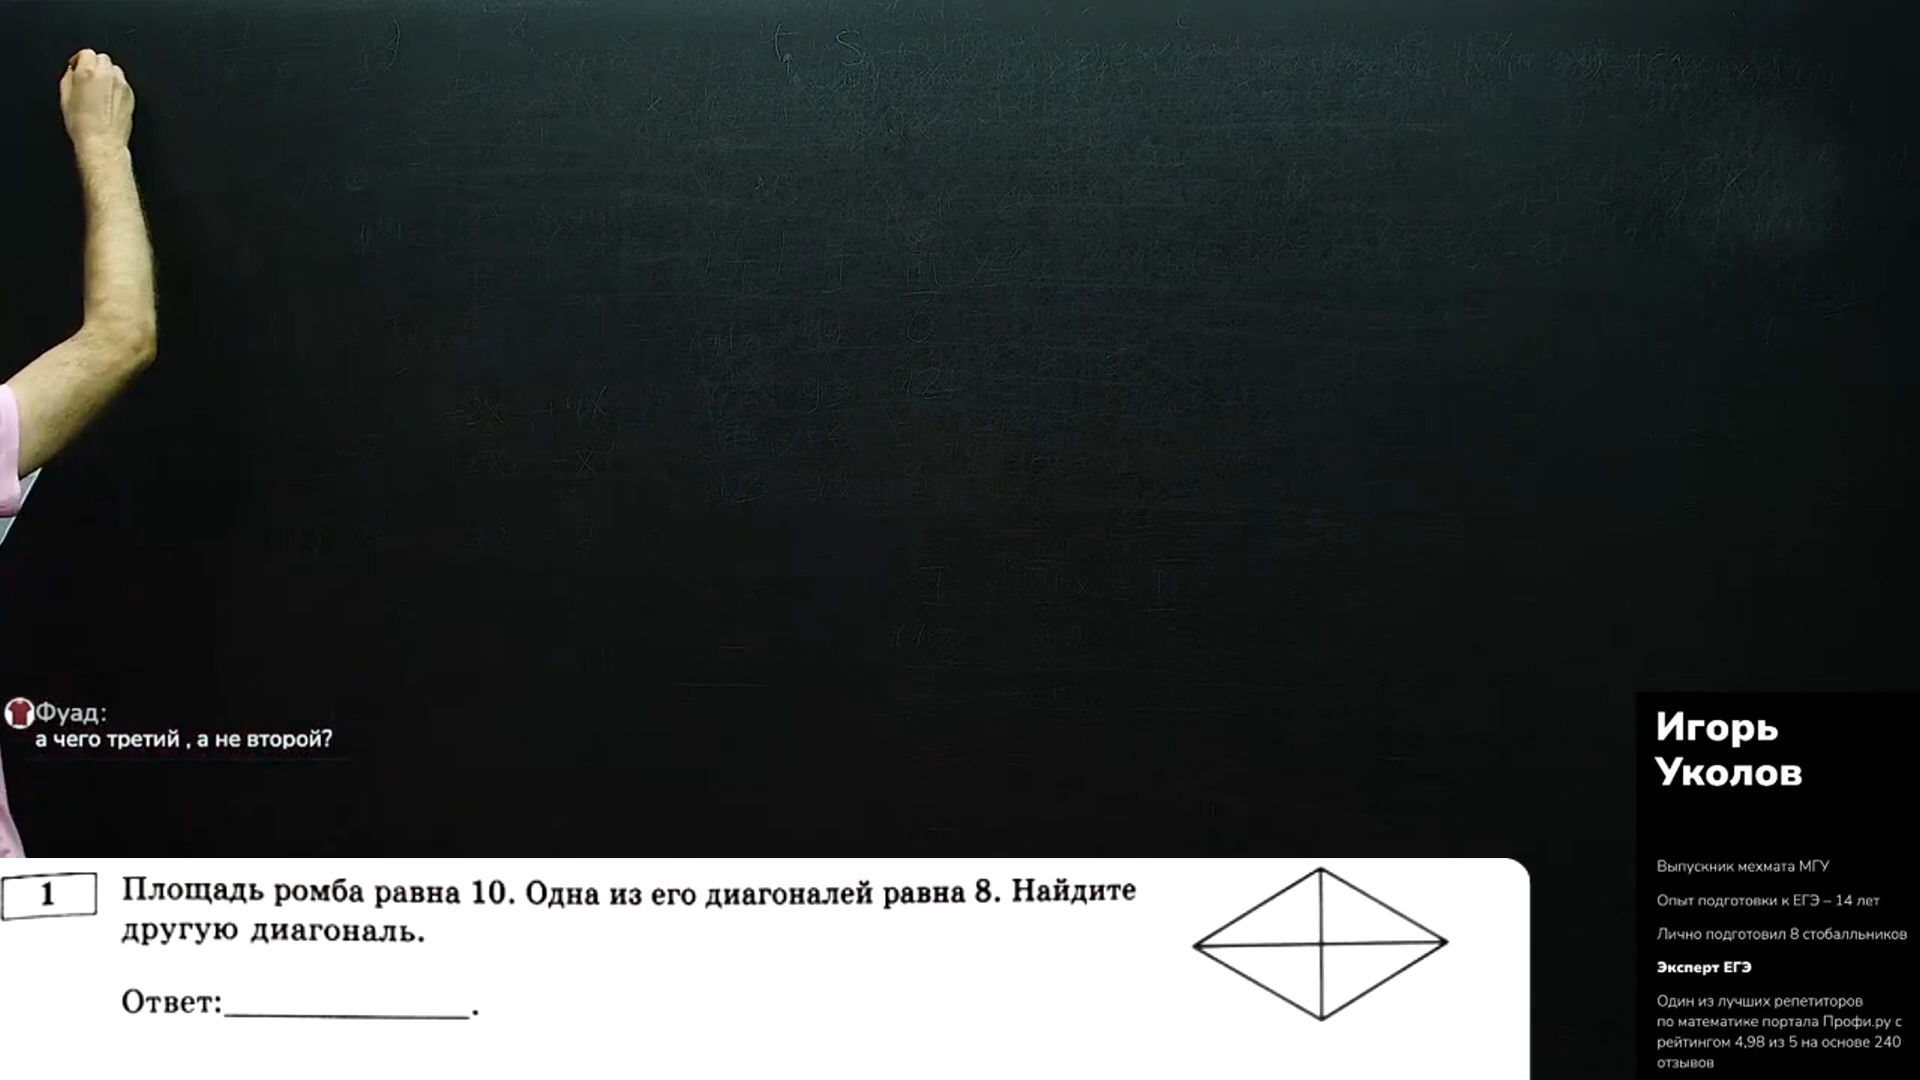 Фуад:
а чего третий , а не второй?
Игорь
Уколов
Выпускник мехмата МГУ
Опыт подготовки к ЕГЭ – 14 лет
Лично подготовил 8 стобалльников
Эксперт ЕГЭ
Один из лучших репетиторов
по математике портала Профи.ру с
рейтингом 4,98 из 5 на основе 240
отзывов
1 Площадь ромба равна 10. Одна из его диагоналей равна 8. Найдите
другую диагональ.
Ответ:____________.